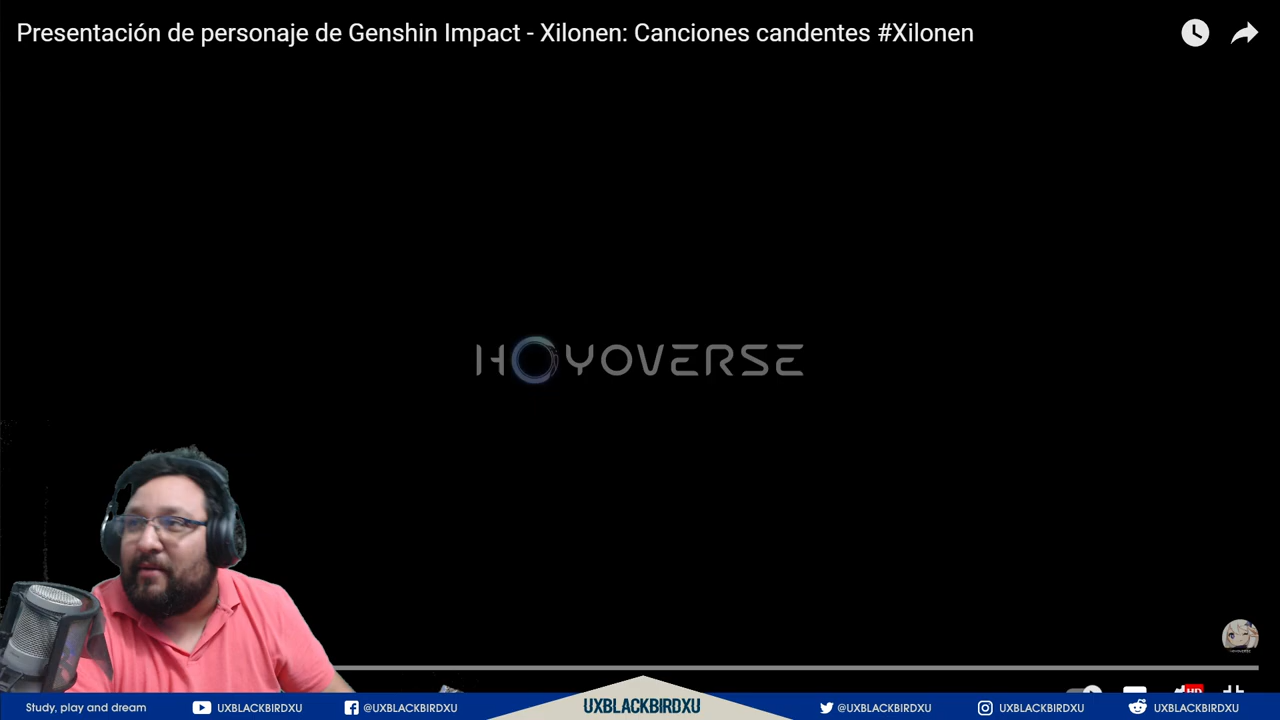 Presentación de personaje de Genshin Impact - Xilonen: Canciones candentes #Xilonen
HOYOVERSE
HD
Study, play and dream
UXBLACKBIRDXU
@UXBLACKBIRDXU
UXBLACKBIRDXU
@UXBLACKBIRDXU
UXBLACKBIRDXU
UXBLACKBIRDXU